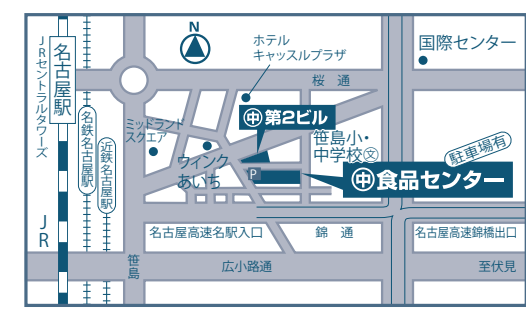 N
ホテル
キャッスルプラザ
国際センター
名古屋駅
JRセントラルタワーズ
桜通
㊥第2ビル
ミッドランド
スクエア
笹島小・
中学校㊛
駐車場有
名鉄名古屋駅
近鉄名古屋駅
ウィンク
あいち
P
㊥食品センター
JR
名古屋高速名駅入口
錦通
名古屋高速錦橋出口
笹島
広小路通
至伏見